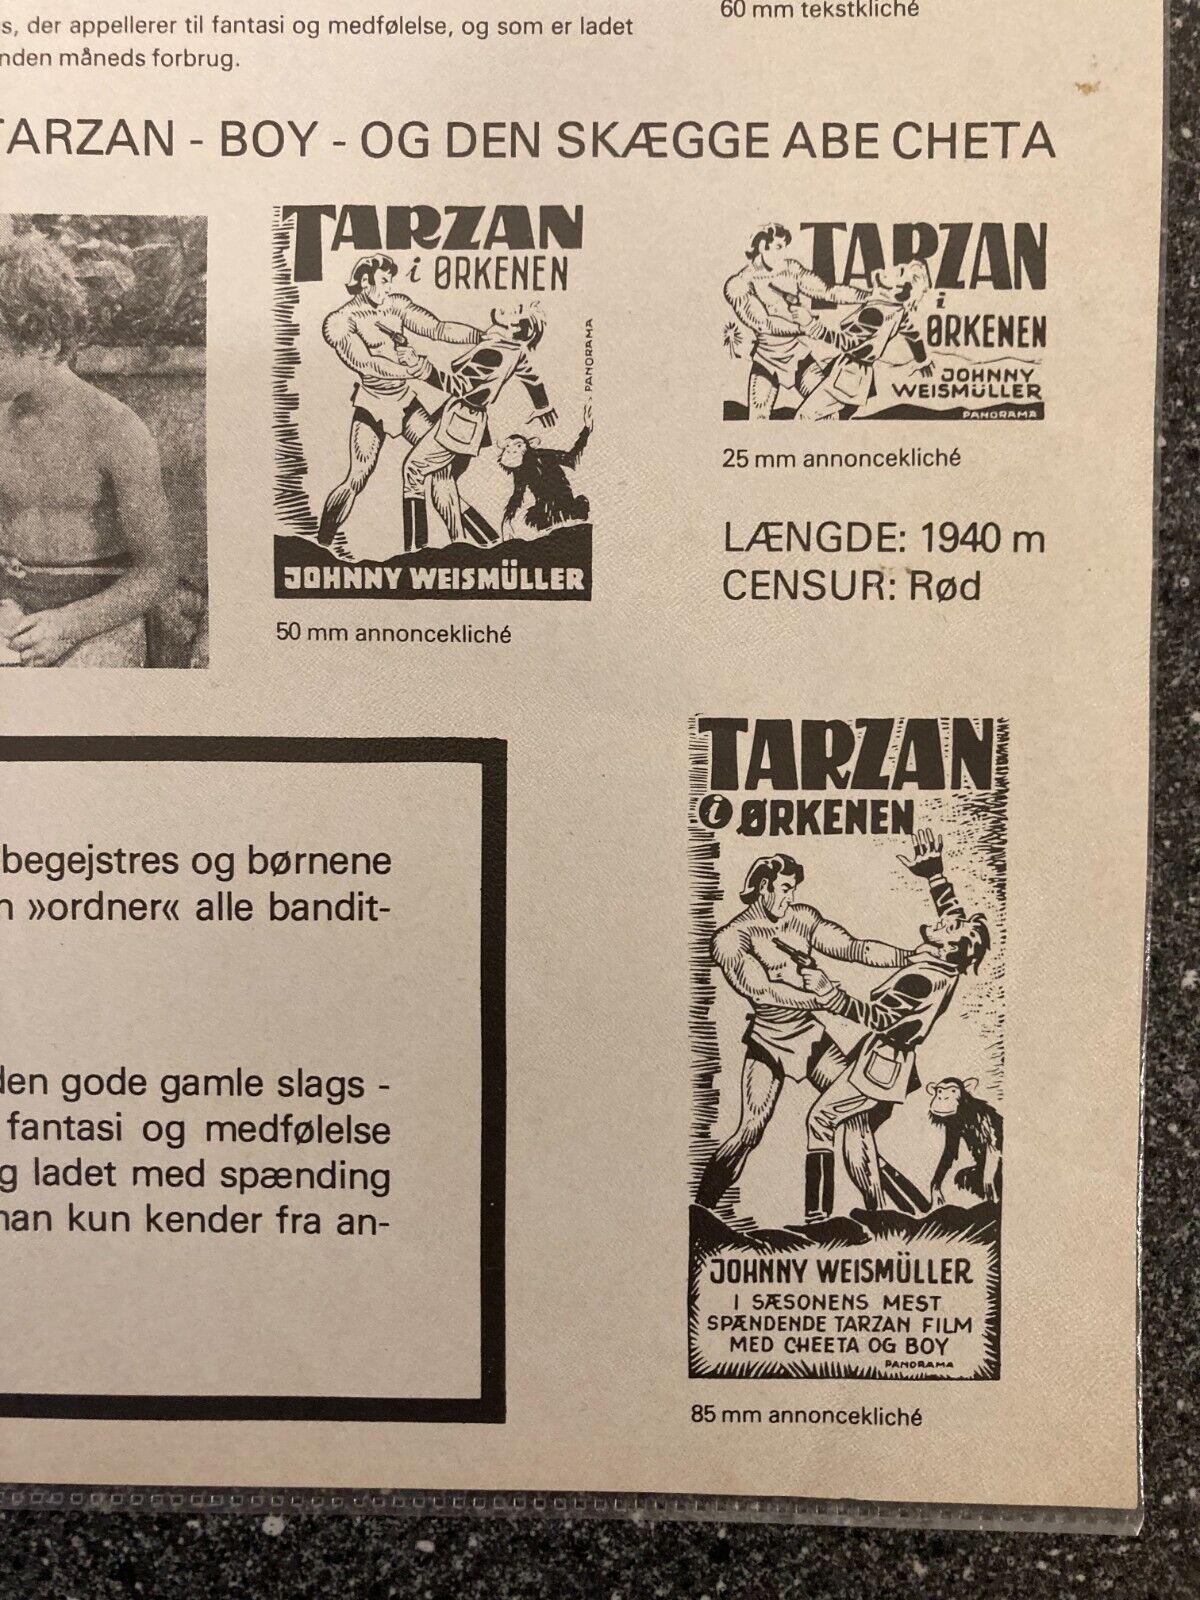 s, der appellerer til fantasi og medfølelse, og som er ladet
nden måneds forbrug.
60 mm tekstkliché
TARZAN - BOY - OG DEN SKÆGGE ABE CHETA
TARZAN
i ØRKENEN
PANORAMA
JOHNNY WEISMÜLLER
50 mm annoncekliché
TARZAN
i
ØRKENEN
JOHNNY
WEISMÜLLER
PANORAMA
25 mm annoncekliché
LÆNGDE: 1940 m
CENSUR: Rød
begejstres og børnene
n »ordner« alle bandit-
den gode gamle slags -
fantasi og medfølelse
g ladet med spænding
man kun kender fra an-
TARZAN
i ØRKENEN
JOHNNY WEISMÜLLER
I SÆSONENS MEST
SPÆNDENDE TARZAN FILM
MED CHEETA OG BOY
PANORAMA
85 mm annoncekliché